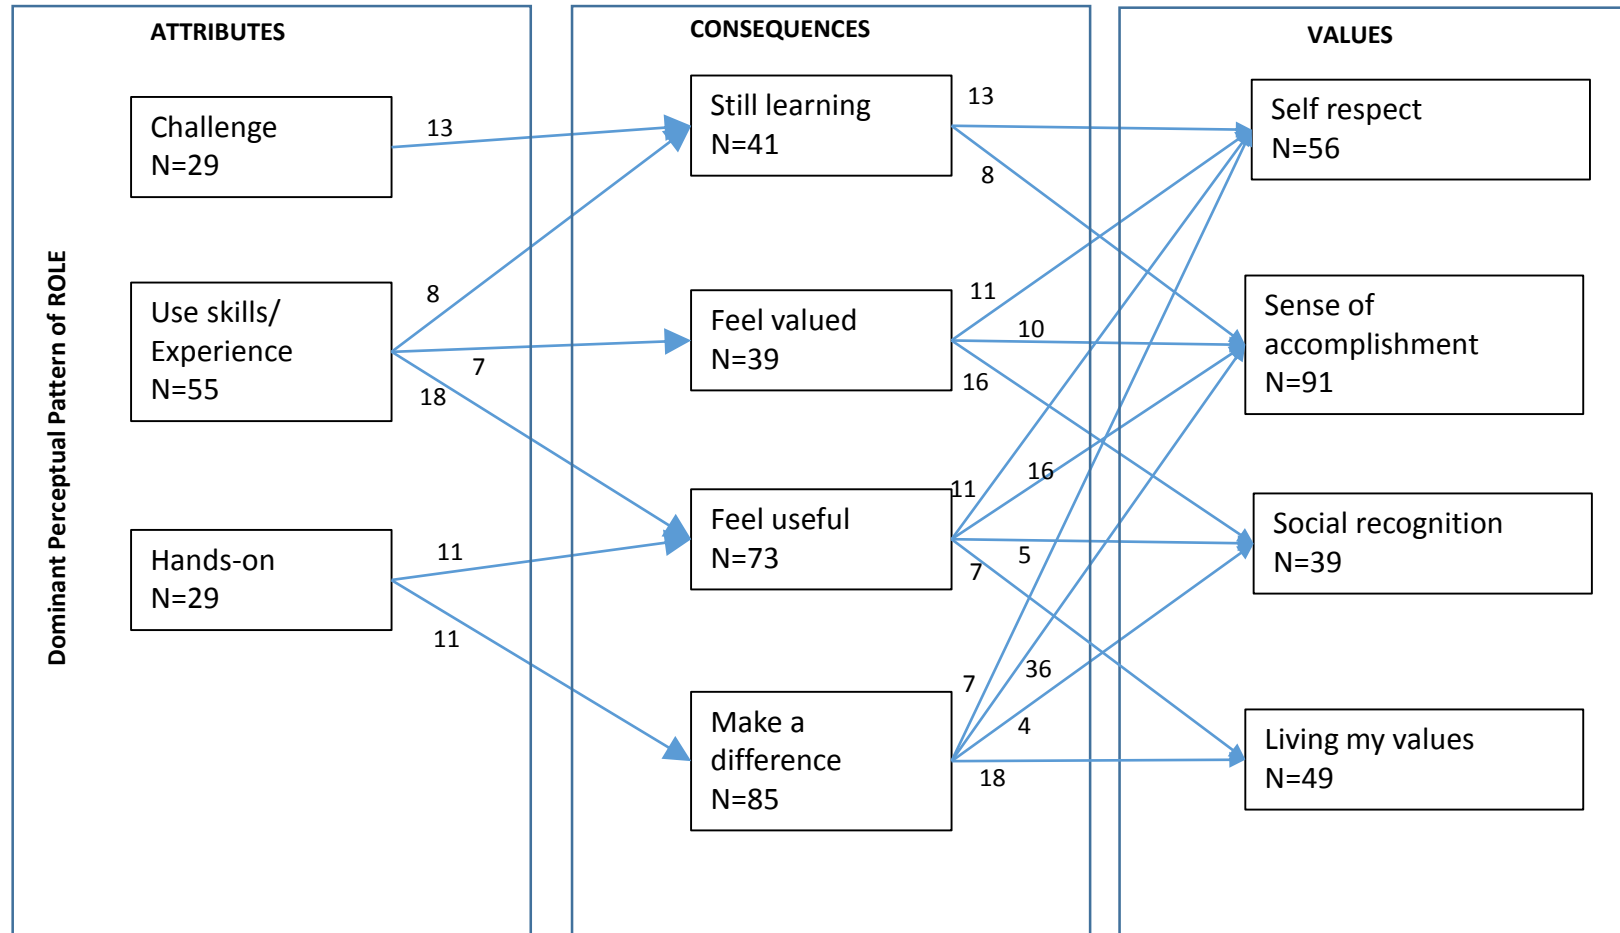 ATTRIBUTES
CONSEQUENCES
VALUES
Dominant Perceptual Pattern of ROLE
Challenge
N=29
Use skills/
Experience
N=55
Hands-on
N=29
13
8
7
18
11
11
Still learning
N=41
Feel valued
N=39
Feel useful
N=73
Make a
difference
N=85
13
8
11
10
16
11
16
5
7
7
36
4
18
Self respect
N=56
Sense of
accomplishment
N=91
Social recognition
N=39
Living my values
N=49